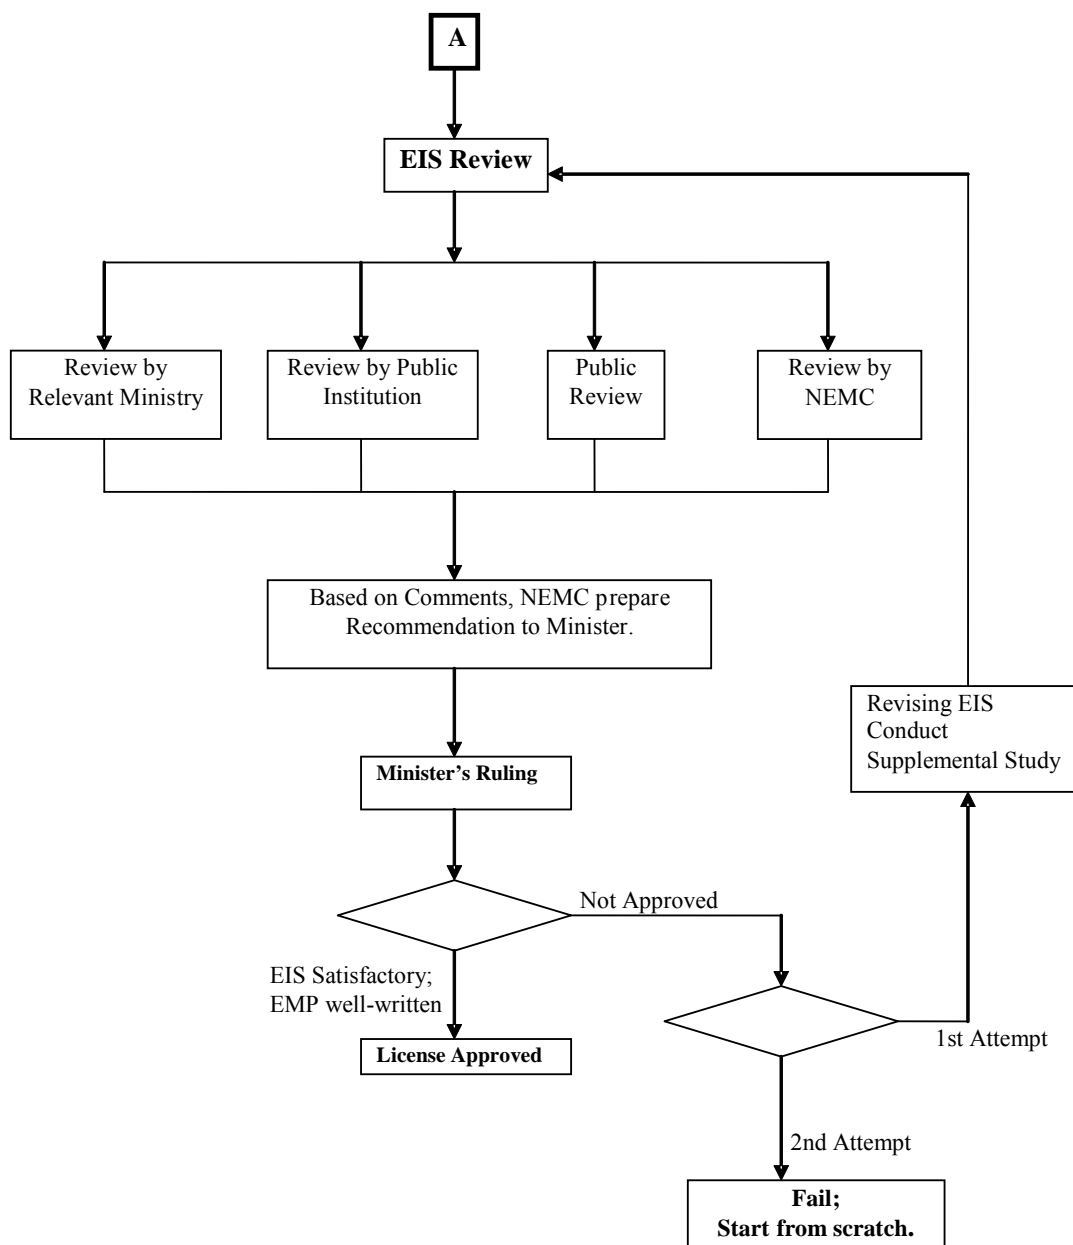 A
EIS Review
Review by
Relevant Ministry
Review by Public
Institution
Public
Review
Review by
NEMC
Based on Comments, NEMC prepare
Recommendation to Minister.
Revising EIS
Conduct
Supplemental Study
Minister's Ruling
Not Approved
EIS Satisfactory;
EMP well-written
1st Attempt
License Approved
2nd Attempt
Fail;
Start from scratch.